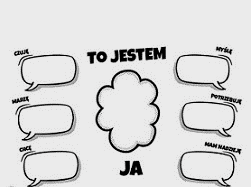 TO JESTEM
CZUJĘ
MYŚLĘ
MARZĘ
POTRZEBUJĘ
CHCĘ
MAM NADZIEJĘ
JA